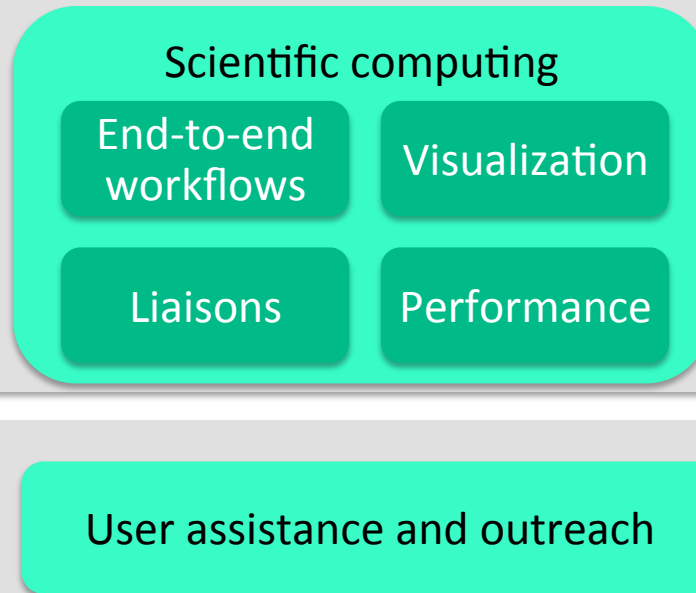 Scientific computing
End-to-end
workflows
Visualization
Liaisons
Performance
User assistance and outreach